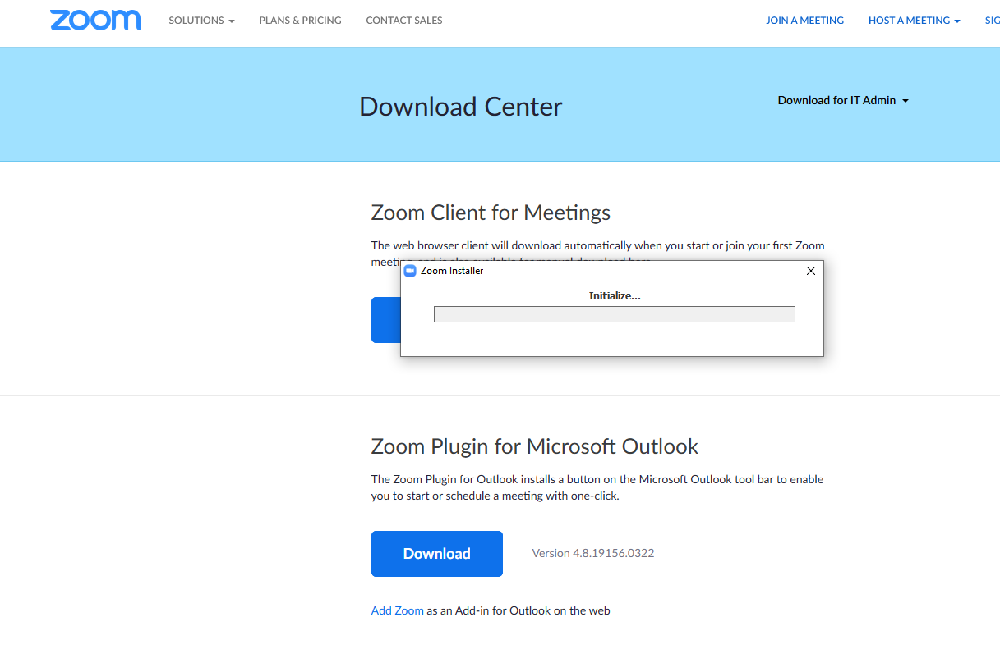 zoom SOLUTIONS PLANS & PRICING CONTACT SALES JOIN A MEETING HOST A MEETING
Download Center
Download for IT Admin
Zoom Client for Meetings
The web browser client will download automatically when you start or join your first Zoom
Zoom Installer
Initialize...
Zoom Plugin for Microsoft Outlook
The Zoom Plugin for Outlook installs a button on the Microsoft Outlook tool bar to enable
you to start or schedule a meeting with one-click.
Download
Version 4.8.19156.0322
Add Zoom as an Add-in for Outlook on the web